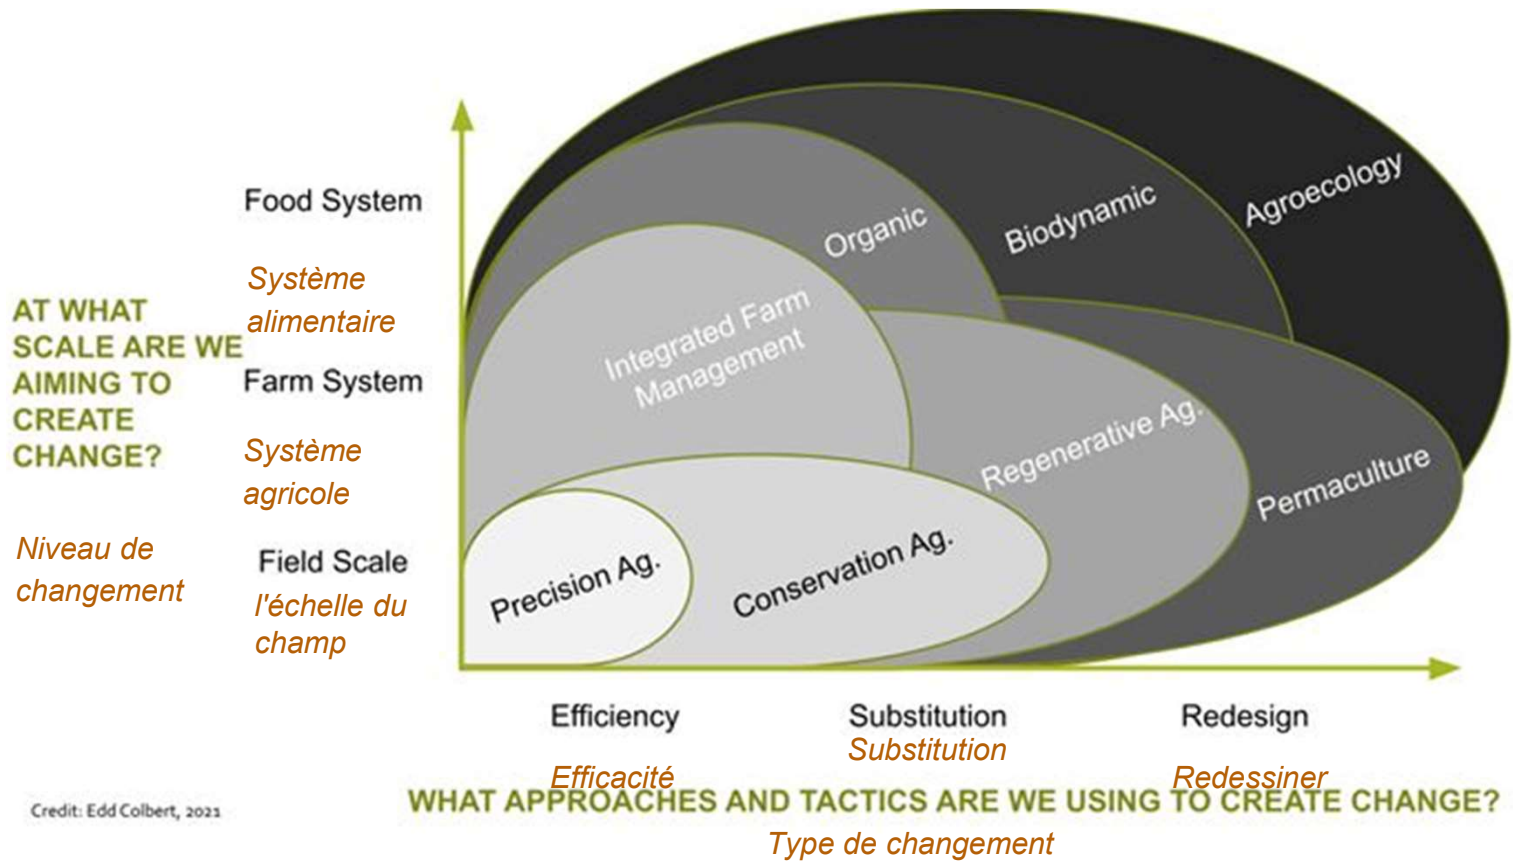 Food System
Système
alimentaire
AT WHAT
SCALE ARE WE
AIMING TO
CREATE
CHANGE?
Farm System
Système
agricole
Niveau de
changement
Field Scale
l'échelle du
champ
Agroecology
Biodynamic
Organic
Integrated Farm
Management
Regenerative Ag.
Permaculture
Conservation Ag.
Precision Ag.
Efficiency
Substitution
Redesign
Substitution
Efficacité
Redessiner
WHAT APPROACHES AND TACTICS ARE WE USING TO CREATE CHANGE?
Type de changement
Credit: Edd Colbert, 2021